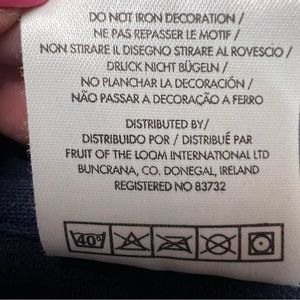 DO NOT IRON DECORATION /
NE PAS REPASSER LE MOTIF /
NON STIRARE IL DISEGNO STIRARE AL ROVESCIO /
DRUCK NICHT BÜGELN /
NO PLANCHAR LA DECORACIÓN /
NÃO PASSAR A DECORAÇÃO A FERRO
DISTRIBUTED BY/
DISTRIBUIDO POR / DISTRIBUÉ PAR
FRUIT OF THE LOOM INTERNATIONAL LTD
BUNCRANA, CO. DONEGAL, IRELAND
REGISTERED NO 83732
40°